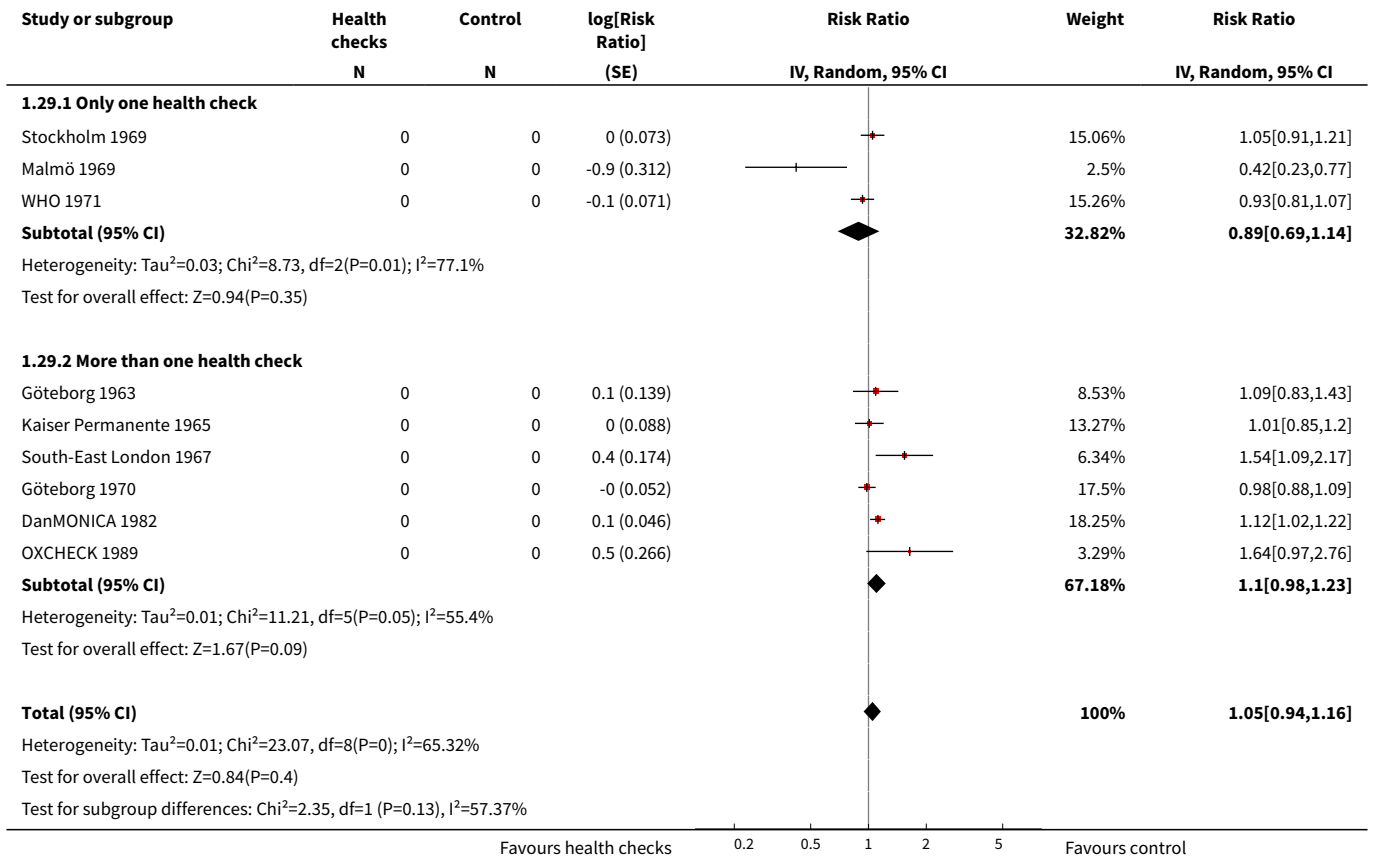 Study or subgroup Health checks Control log[Risk Ratio] Risk Ratio Weight Risk Ratio
N N (SE) IV, Random, 95% CI IV, Random, 95% CI
1.29.1 Only one health check
Stockholm 1969 0 0 0 (0.073) 15.06% 1.05[0.91,1.21]
Malmö 1969 0 0 -0.9 (0.312) 2.5% 0.42[0.23,0.77]
WHO 1971 0 0 -0.1 (0.071) 15.26% 0.93[0.81,1.07]
Subtotal (95% CI) 32.82% 0.89[0.69,1.14]
Heterogeneity: Tau²=0.03; Chi²=8.73, df=2(P=0.01); I²=77.1%
Test for overall effect: Z=0.94(P=0.35)
1.29.2 More than one health check
Göteborg 1963 0 0 0.1 (0.139) 8.53% 1.09[0.83,1.43]
Kaiser Permanente 1965 0 0 0 (0.088) 13.27% 1.01[0.85,1.2]
South-East London 1967 0 0 0.4 (0.174) 6.34% 1.54[1.09,2.17]
Göteborg 1970 0 0 -0 (0.052) 17.5% 0.98[0.88,1.09]
DanMONICA 1982 0 0 0.1 (0.046) 18.25% 1.12[1.02,1.22]
OXCHECK 1989 0 0 0.5 (0.266) 3.29% 1.64[0.97,2.76]
Subtotal (95% CI) 67.18% 1.1[0.98,1.23]
Heterogeneity: Tau²=0.01; Chi²=11.21, df=5(P=0.05); I²=55.4%
Test for overall effect: Z=1.67(P=0.09)
Total (95% CI) 100% 1.05[0.94,1.16]
Heterogeneity: Tau²=0.01; Chi²=23.07, df=8(P=0); I²=65.32%
Test for overall effect: Z=0.84(P=0.4)
Test for subgroup differences: Chi²=2.35, df=1 (P=0.13), I²=57.37%
Favours health checks 0.2 0.5 1 2 5 Favours control